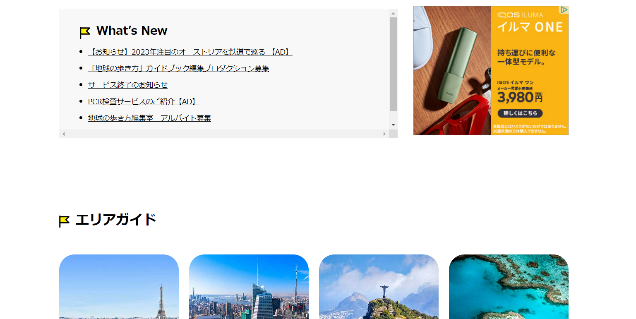 What's New
【お知らせ】2023年注目のオーストリアを鉄道で巡る 【AD】
「地球の歩き方」ガイドブック編集プロダクション募集
サービス終了のお知らせ
PCR検査サービスのご紹介【AD】
地球の歩き方編集室 アルバイト募集
IQOS ILUMA
イルマ ONE
持ち運びに便利な
一体型モデル。
IQOS イルマ ワン
3,980円
詳しくはこちら
エリアガイド